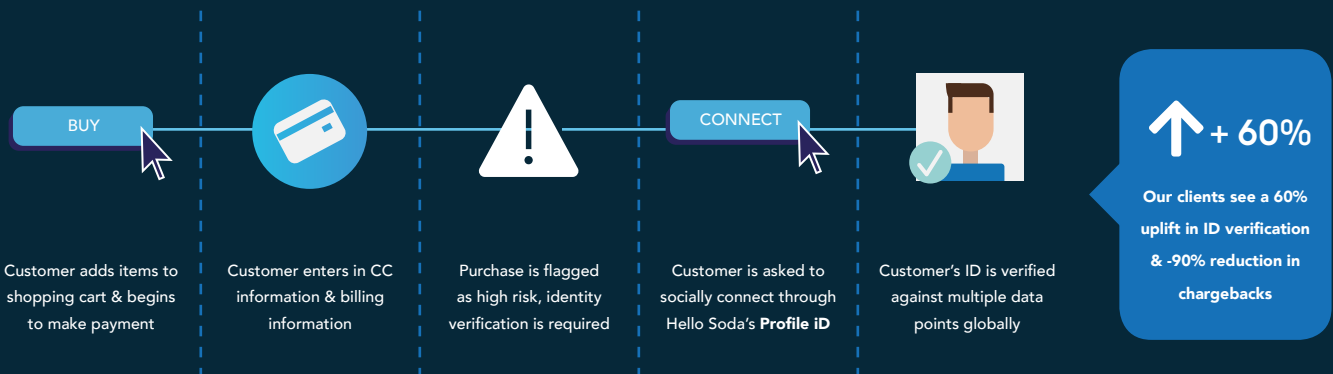 BUY
Customer adds items to
shopping cart & begins
to make payment
Customer enters in CC
information & billing
information
Purchase is flagged
as high risk, identity
verification is required
CONNECT
Customer is asked to
socially connect through
Hello Soda’s Profile iD
Customer’s ID is verified
against multiple data
points globally
+ 60%
Our clients see a 60%
uplift in ID verification
& -90% reduction in
chargebacks